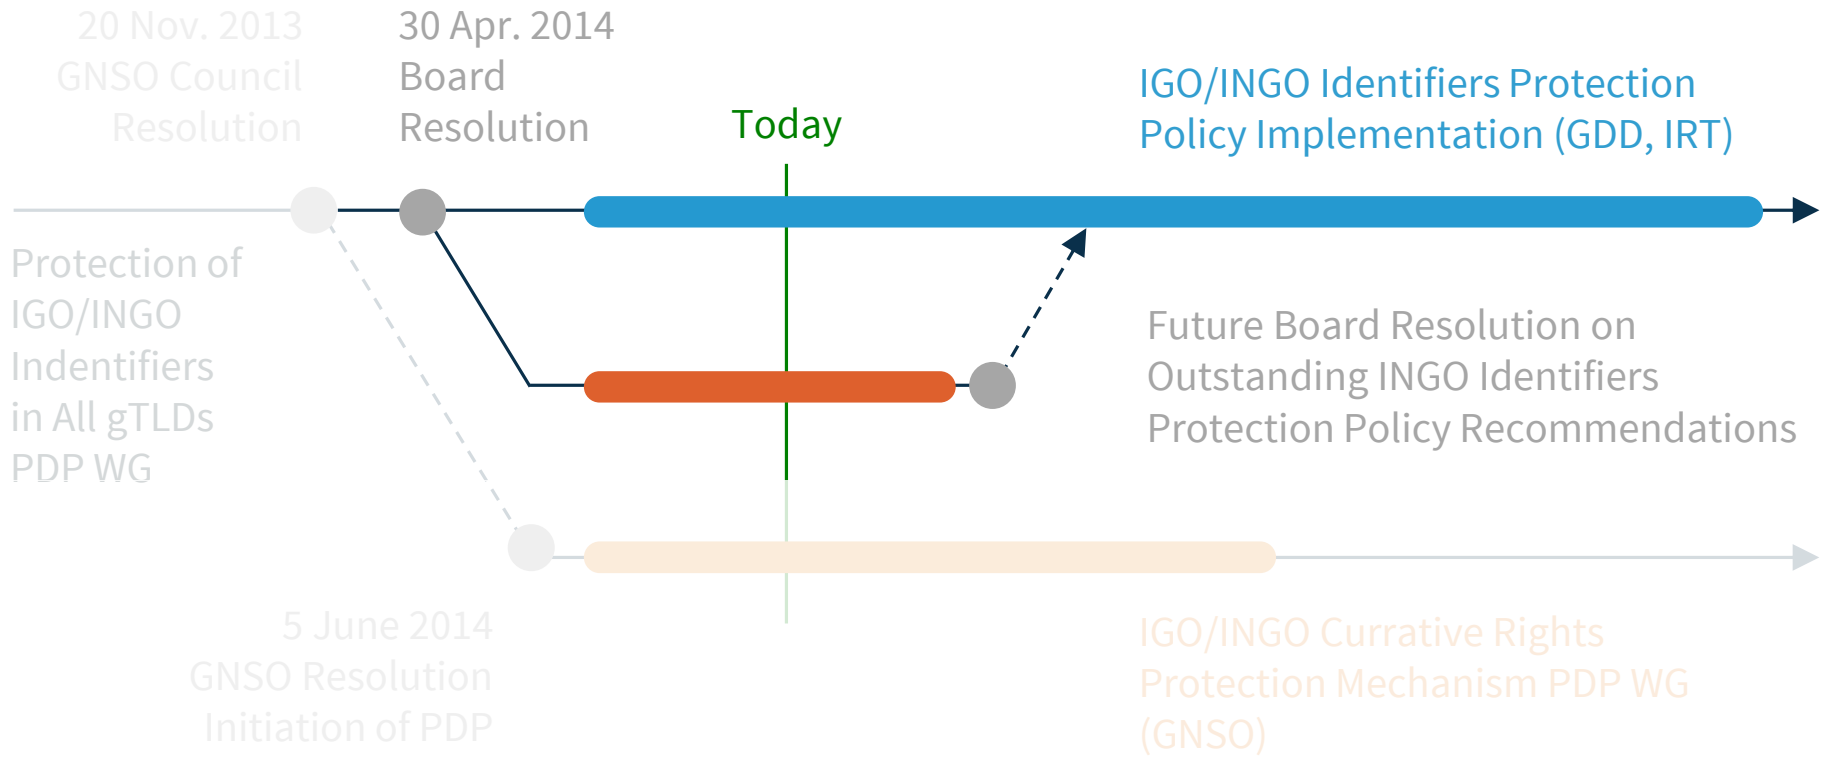 20 Nov. 2013
GNSO Council
Resolution
30 Apr. 2014
Board
Resolution
Today
IGO/INGO Identifiers Protection
Policy Implementation (GDD, IRT)
Protection of
IGO/INGO
Indentifiers
in All gTLDs
PDP WG
Future Board Resolution on
Outstanding INGO Identifiers
Protection Policy Recommendations
5 June 2014
GNSO Resolution
Initiation of PDP
IGO/INGO Currative Rights
Protection Mechanism PDP WG
(GNSO)